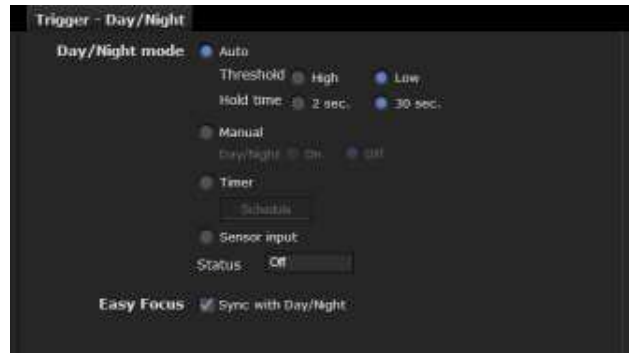 Trigger - Day/Night
Day/Night mode Auto
Threshold High Low
Hold time 2 sec. 30 sec.
Manual
Day/Night On Off
Timer
Schedule
Sensor input
Status Off
Easy Focus Sync with Day/Night